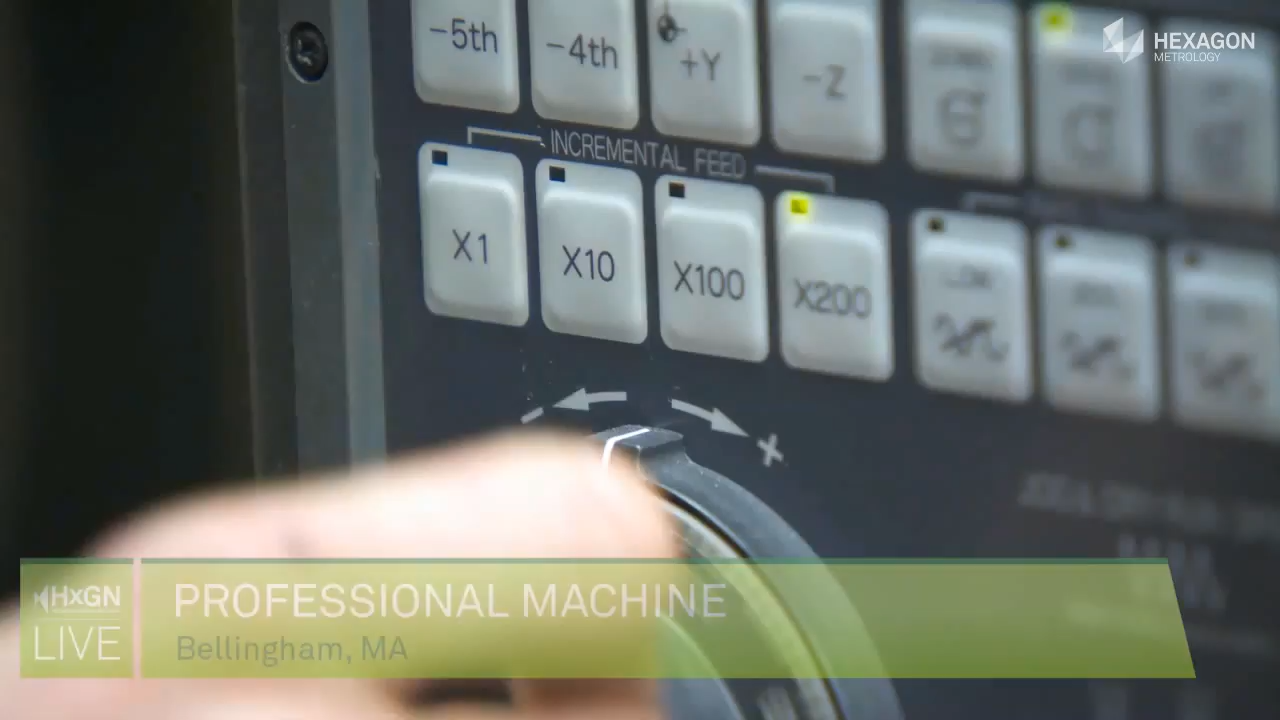 -5th
-4th
+Y
-Z
HEXAGON
METROLOGY
INCREMENTAL FEED
X1
X10
X100
X200
- +
HxGN
LIVE
PROFESSIONAL MACHINE
Bellingham, MA